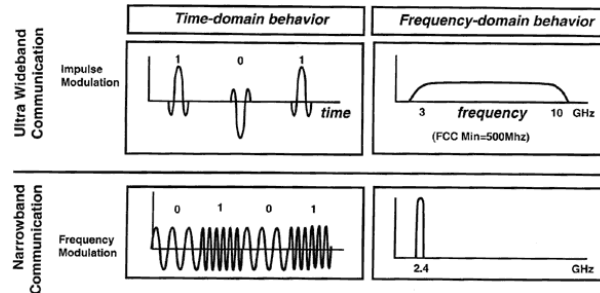 Time-domain behavior
Frequency-domain behavior
Ultra Wideband
Communication
Impulse
Modulation
1 0 1
time
3 frequency 10 GHz
(FCC Min=500Mhz)
Narrowband
Communication
Frequency
Modulation
0 1 0 1
2.4 GHz